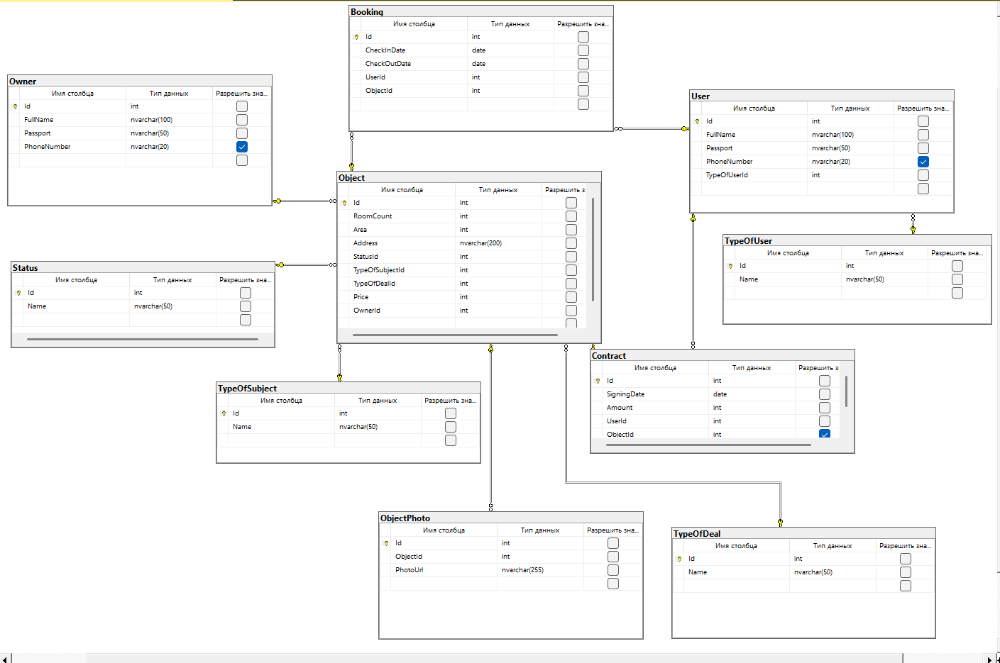 Booking
Имя столбца Тип данных Разрешить зна...
Id int
CheckInDate date
CheckOutDate date
UserId int
ObjectId int
Owner
Имя столбца Тип данных Разрешить зна...
Id int
FullName nvarchar(100)
Passport nvarchar(50)
PhoneNumber nvarchar(20)
User
Имя столбца Тип данных Разрешить зна...
Id int
FullName nvarchar(100)
Passport nvarchar(50)
PhoneNumber nvarchar(20)
TypeOfUserId int
Object
Имя столбца Тип данных Разрешить з
Id int
RoomCount int
Area int
Address nvarchar(200)
StatusId int
TypeOfSubjectId int
TypeOfDealId int
Price int
OwnerId int
TypeOfUser
Имя столбца Тип данных Разрешить зна...
Id int
Name nvarchar(50)
Status
Имя столбца Тип данных Разрешить зна...
Id int
Name nvarchar(50)
Contract
Имя столбца Тип данных Разрешить з
Id int
SigningDate date
Amount int
UserId int
ObjectId int
TypeOfSubject
Имя столбца Тип данных Разрешить зна...
Id int
Name nvarchar(50)
ObjectPhoto
Имя столбца Тип данных Разрешить зна...
Id int
ObjectId int
PhotoUrl nvarchar(255)
TypeOfDeal
Имя столбца Тип данных Разрешить зна...
Id int
Name nvarchar(50)